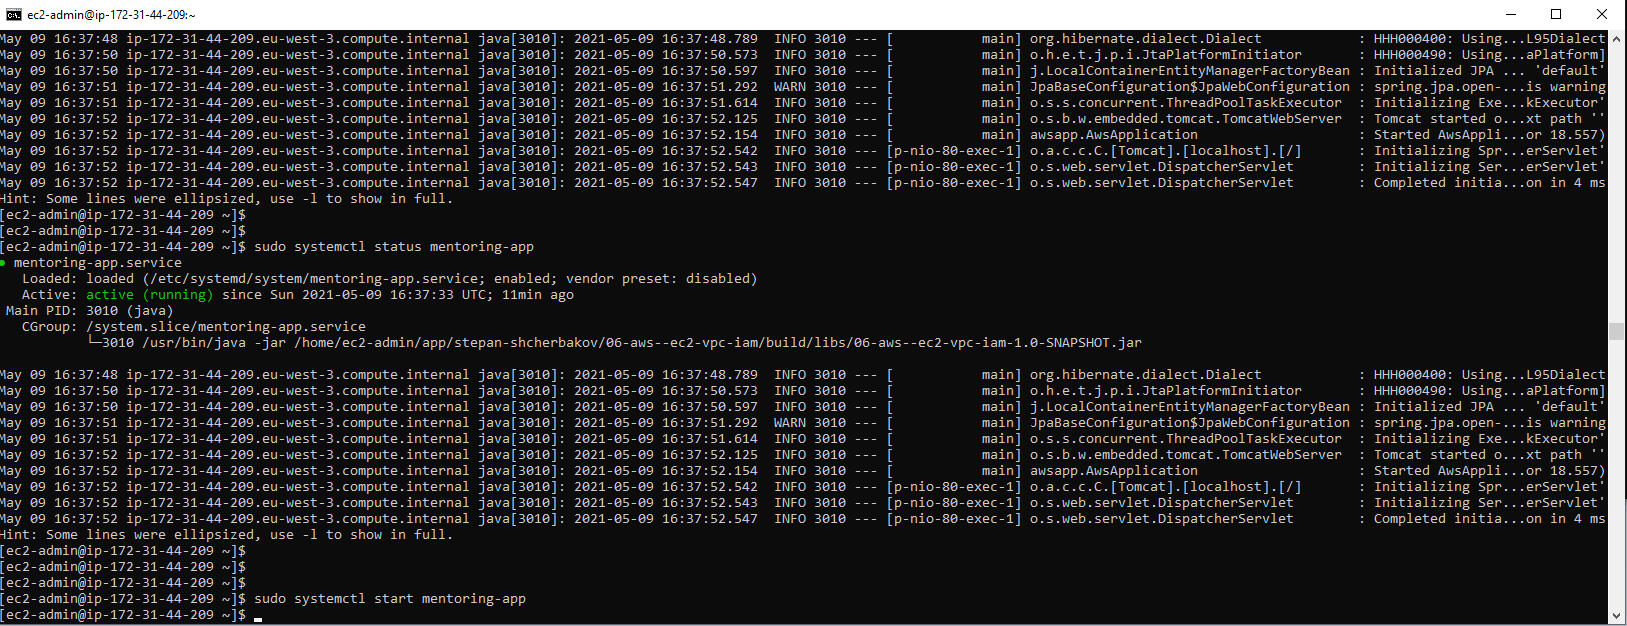 ec2-admin@ip-172-31-44-209:~
May 09 16:37:48 ip-172-31-44-209.eu-west-3.compute.internal java[3010]: 2021-05-09 16:37:48.789  INFO 3010 --- [           main] org.hibernate.dialect.Dialect            : HHH000400: Using...L95Dialect
May 09 16:37:50 ip-172-31-44-209.eu-west-3.compute.internal java[3010]: 2021-05-09 16:37:50.573  INFO 3010 --- [           main] o.h.e.t.j.p.i.JtaPlatformInitiator       : HHH000490: Using...aPlatform]
May 09 16:37:50 ip-172-31-44-209.eu-west-3.compute.internal java[3010]: 2021-05-09 16:37:50.597  INFO 3010 --- [           main] j.LocalContainerEntityManagerFactoryBean : Initialized JPA ... 'default'
May 09 16:37:51 ip-172-31-44-209.eu-west-3.compute.internal java[3010]: 2021-05-09 16:37:51.292  WARN 3010 --- [           main] JpaBaseConfiguration$JpaWebConfiguration : spring.jpa.open-...is warning
May 09 16:37:51 ip-172-31-44-209.eu-west-3.compute.internal java[3010]: 2021-05-09 16:37:51.614  INFO 3010 --- [           main] o.s.s.concurrent.ThreadPoolTaskExecutor  : Initializing Exe...kExecutor'
May 09 16:37:52 ip-172-31-44-209.eu-west-3.compute.internal java[3010]: 2021-05-09 16:37:52.125  INFO 3010 --- [           main] o.s.b.w.embedded.tomcat.TomcatWebServer  : Tomcat started o...xt path ''
May 09 16:37:52 ip-172-31-44-209.eu-west-3.compute.internal java[3010]: 2021-05-09 16:37:52.154  INFO 3010 --- [           main] awsapp.AwsApplication                    : Started AwsAppli...or 18.557)
May 09 16:37:52 ip-172-31-44-209.eu-west-3.compute.internal java[3010]: 2021-05-09 16:37:52.542  INFO 3010 --- [p-nio-80-exec-1] o.a.c.c.C.[Tomcat].[localhost].[/]       : Initializing Spr...erServlet'
May 09 16:37:52 ip-172-31-44-209.eu-west-3.compute.internal java[3010]: 2021-05-09 16:37:52.543  INFO 3010 --- [p-nio-80-exec-1] o.s.web.servlet.DispatcherServlet        : Initializing Ser...erServlet'
May 09 16:37:52 ip-172-31-44-209.eu-west-3.compute.internal java[3010]: 2021-05-09 16:37:52.547  INFO 3010 --- [p-nio-80-exec-1] o.s.web.servlet.DispatcherServlet        : Completed initia...on in 4 ms
Hint: Some lines were ellipsized, use -l to show in full.
[ec2-admin@ip-172-31-44-209 ~]$
[ec2-admin@ip-172-31-44-209 ~]$
[ec2-admin@ip-172-31-44-209 ~]$ sudo systemctl status mentoring-app
● mentoring-app.service
   Loaded: loaded (/etc/systemd/system/mentoring-app.service; enabled; vendor preset: disabled)
   Active: active (running) since Sun 2021-05-09 16:37:33 UTC; 11min ago
 Main PID: 3010 (java)
   CGroup: /system.slice/mentoring-app.service
           └─3010 /usr/bin/java -jar /home/ec2-admin/app/stepan-shcherbakov/06-aws--ec2-vpc-iam/build/libs/06-aws--ec2-vpc-iam-1.0-SNAPSHOT.jar
May 09 16:37:48 ip-172-31-44-209.eu-west-3.compute.internal java[3010]: 2021-05-09 16:37:48.789  INFO 3010 --- [           main] org.hibernate.dialect.Dialect            : HHH000400: Using...L95Dialect
May 09 16:37:50 ip-172-31-44-209.eu-west-3.compute.internal java[3010]: 2021-05-09 16:37:50.573  INFO 3010 --- [           main] o.h.e.t.j.p.i.JtaPlatformInitiator       : HHH000490: Using...aPlatform]
May 09 16:37:50 ip-172-31-44-209.eu-west-3.compute.internal java[3010]: 2021-05-09 16:37:50.597  INFO 3010 --- [           main] j.LocalContainerEntityManagerFactoryBean : Initialized JPA ... 'default'
May 09 16:37:51 ip-172-31-44-209.eu-west-3.compute.internal java[3010]: 2021-05-09 16:37:51.292  WARN 3010 --- [           main] JpaBaseConfiguration$JpaWebConfiguration : spring.jpa.open-...is warning
May 09 16:37:51 ip-172-31-44-209.eu-west-3.compute.internal java[3010]: 2021-05-09 16:37:51.614  INFO 3010 --- [           main] o.s.s.concurrent.ThreadPoolTaskExecutor  : Initializing Exe...kExecutor'
May 09 16:37:52 ip-172-31-44-209.eu-west-3.compute.internal java[3010]: 2021-05-09 16:37:52.125  INFO 3010 --- [           main] o.s.b.w.embedded.tomcat.TomcatWebServer  : Tomcat started o...xt path ''
May 09 16:37:52 ip-172-31-44-209.eu-west-3.compute.internal java[3010]: 2021-05-09 16:37:52.154  INFO 3010 --- [           main] awsapp.AwsApplication                    : Started AwsAppli...or 18.557)
May 09 16:37:52 ip-172-31-44-209.eu-west-3.compute.internal java[3010]: 2021-05-09 16:37:52.542  INFO 3010 --- [p-nio-80-exec-1] o.a.c.c.C.[Tomcat].[localhost].[/]       : Initializing Spr...erServlet'
May 09 16:37:52 ip-172-31-44-209.eu-west-3.compute.internal java[3010]: 2021-05-09 16:37:52.543  INFO 3010 --- [p-nio-80-exec-1] o.s.web.servlet.DispatcherServlet        : Initializing Ser...erServlet'
May 09 16:37:52 ip-172-31-44-209.eu-west-3.compute.internal java[3010]: 2021-05-09 16:37:52.547  INFO 3010 --- [p-nio-80-exec-1] o.s.web.servlet.DispatcherServlet        : Completed initia...on in 4 ms
Hint: Some lines were ellipsized, use -l to show in full.
[ec2-admin@ip-172-31-44-209 ~]$
[ec2-admin@ip-172-31-44-209 ~]$
[ec2-admin@ip-172-31-44-209 ~]$
[ec2-admin@ip-172-31-44-209 ~]$ sudo systemctl start mentoring-app
[ec2-admin@ip-172-31-44-209 ~]$